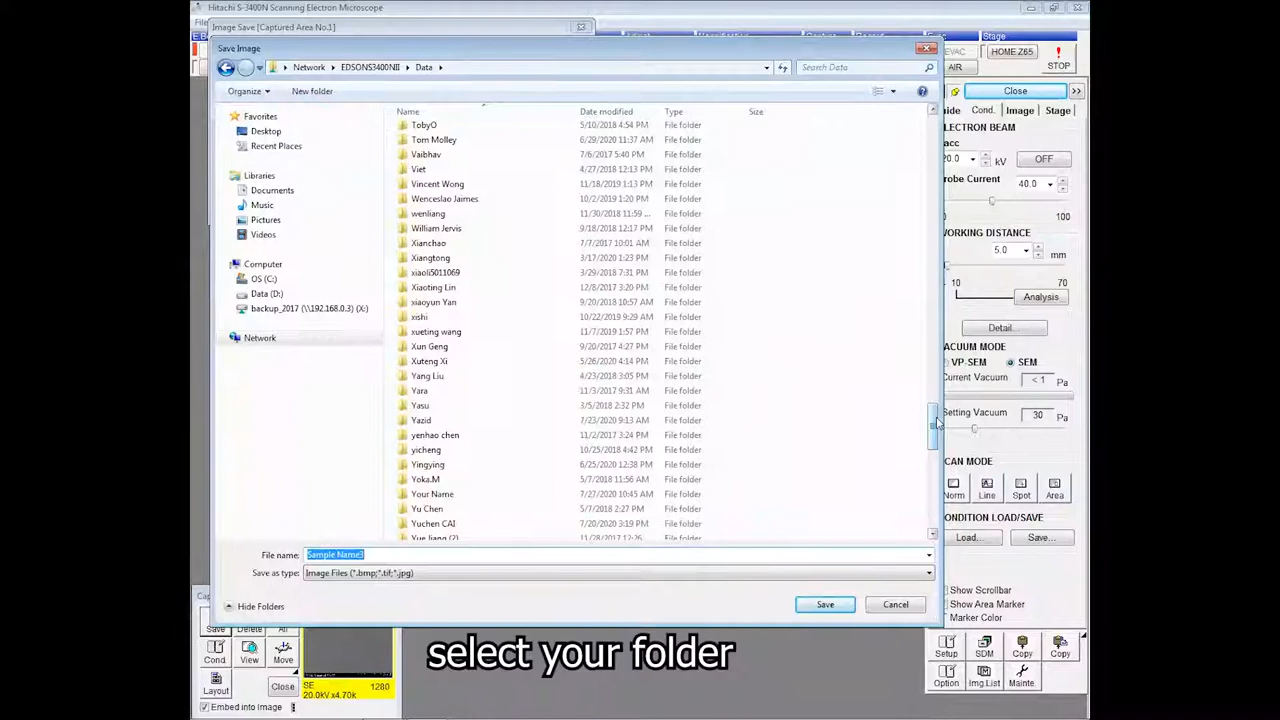 Hitachi S-3400N Scanning Electron Microscope
Image Save [Captured Area No.1]
Stage
Save Image
Network EDSONS3400NII Data
Search Data
HOME Z65
STOP
AIR
Organize
New folder
Close
Cond. Image Stage
Name Date modified Type Size
Favorites
Desktop
Recent Places
Libraries
Documents
Music
Pictures
Videos
Computer
OS (C:)
Data (D:)
backup_2017 (\\192.168.0.3) (X:)
Network
TobyO 5/10/2018 4:54 PM File folder
Tom Molley 6/29/2020 11:37 AM File folder
Vaibhav 7/6/2017 5:40 PM File folder
Viet 4/27/2018 12:13 PM File folder
Vincent Wong 11/18/2019 1:13 PM File folder
Wenceslao Jaimes 10/2/2019 1:20 PM File folder
wenliang 11/30/2018 11:59 ... File folder
William Jervis 9/18/2018 12:17 PM File folder
Xianchao 7/7/2017 10:01 AM File folder
Xiangtong 3/17/2020 1:23 PM File folder
xiaoli5011069 3/29/2018 7:31 PM File folder
Xiaoting Lin 12/8/2017 3:20 PM File folder
xiaoyun Yan 9/20/2018 10:57 AM File folder
xishi 10/22/2019 9:29 AM File folder
xueting wang 11/7/2019 1:57 PM File folder
Xun Geng 9/20/2017 4:27 PM File folder
Xuteng Xi 5/26/2020 4:14 PM File folder
Yang Liu 4/23/2018 3:05 PM File folder
Yara 11/3/2017 9:31 AM File folder
Yasu 3/5/2018 2:32 PM File folder
Yazid 7/23/2020 9:13 AM File folder
yenhao chen 11/2/2017 3:24 PM File folder
yicheng 10/25/2018 4:42 PM File folder
Yingying 6/25/2020 12:38 PM File folder
Yoka.M 5/7/2018 11:56 AM File folder
Your Name 7/27/2020 10:45 AM File folder
Yu Chen 5/7/2018 2:27 PM File folder
Yuchen CAI 7/20/2020 3:19 PM File folder
Yue liang (2) 11/28/2017 12:26 File folder
File name: Sample Name3
Save as type: Image Files (*.bmp;*.tif;*.jpg)
Hide Folders
Save Cancel
20.0 kV OFF
40.0
100
WORKING DISTANCE
5.0 mm
10 70
Analysis
Detail...
VP-SEM SEM
Current Vacuum < 1 Pa
Setting Vacuum 30 Pa
Norm Line Spot Area
Load... Save...
Show Scrollbar
Show Area Marker
Marker Color
Setup SDM Copy Copy
Option Img.List Mainte.
Save Delete All
Cond. View Move
Layout Close
SE 1280
20.0kV x4.70k
Embed into Image
select your folder